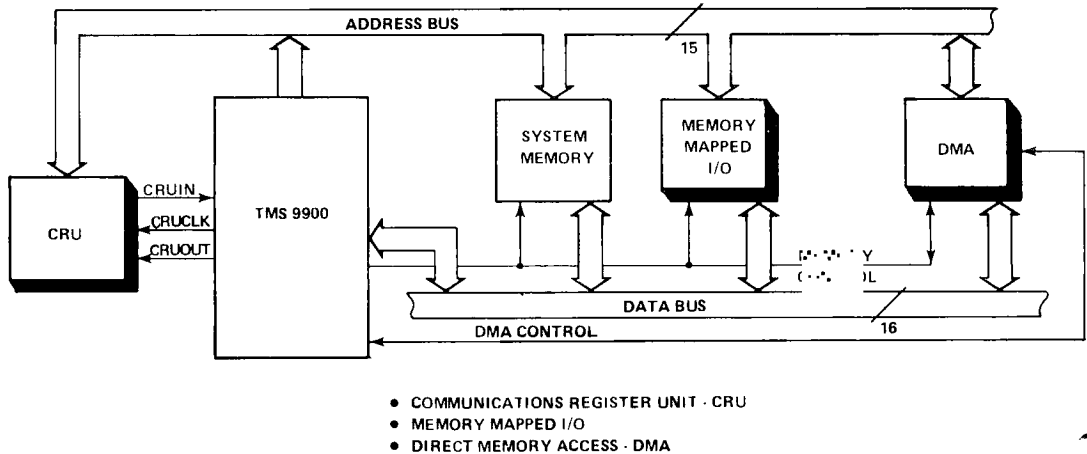 ADDRESS BUS
15
SYSTEM
MEMORY
MEMORY
MAPPED
I/O
DMA
CRU
CRUIN
CRUCLK
CRUOUT
TMS 9900
DATA BUS
16
DMA CONTROL
• COMMUNICATIONS REGISTER UNIT - CRU
• MEMORY MAPPED I/O
• DIRECT MEMORY ACCESS - DMA